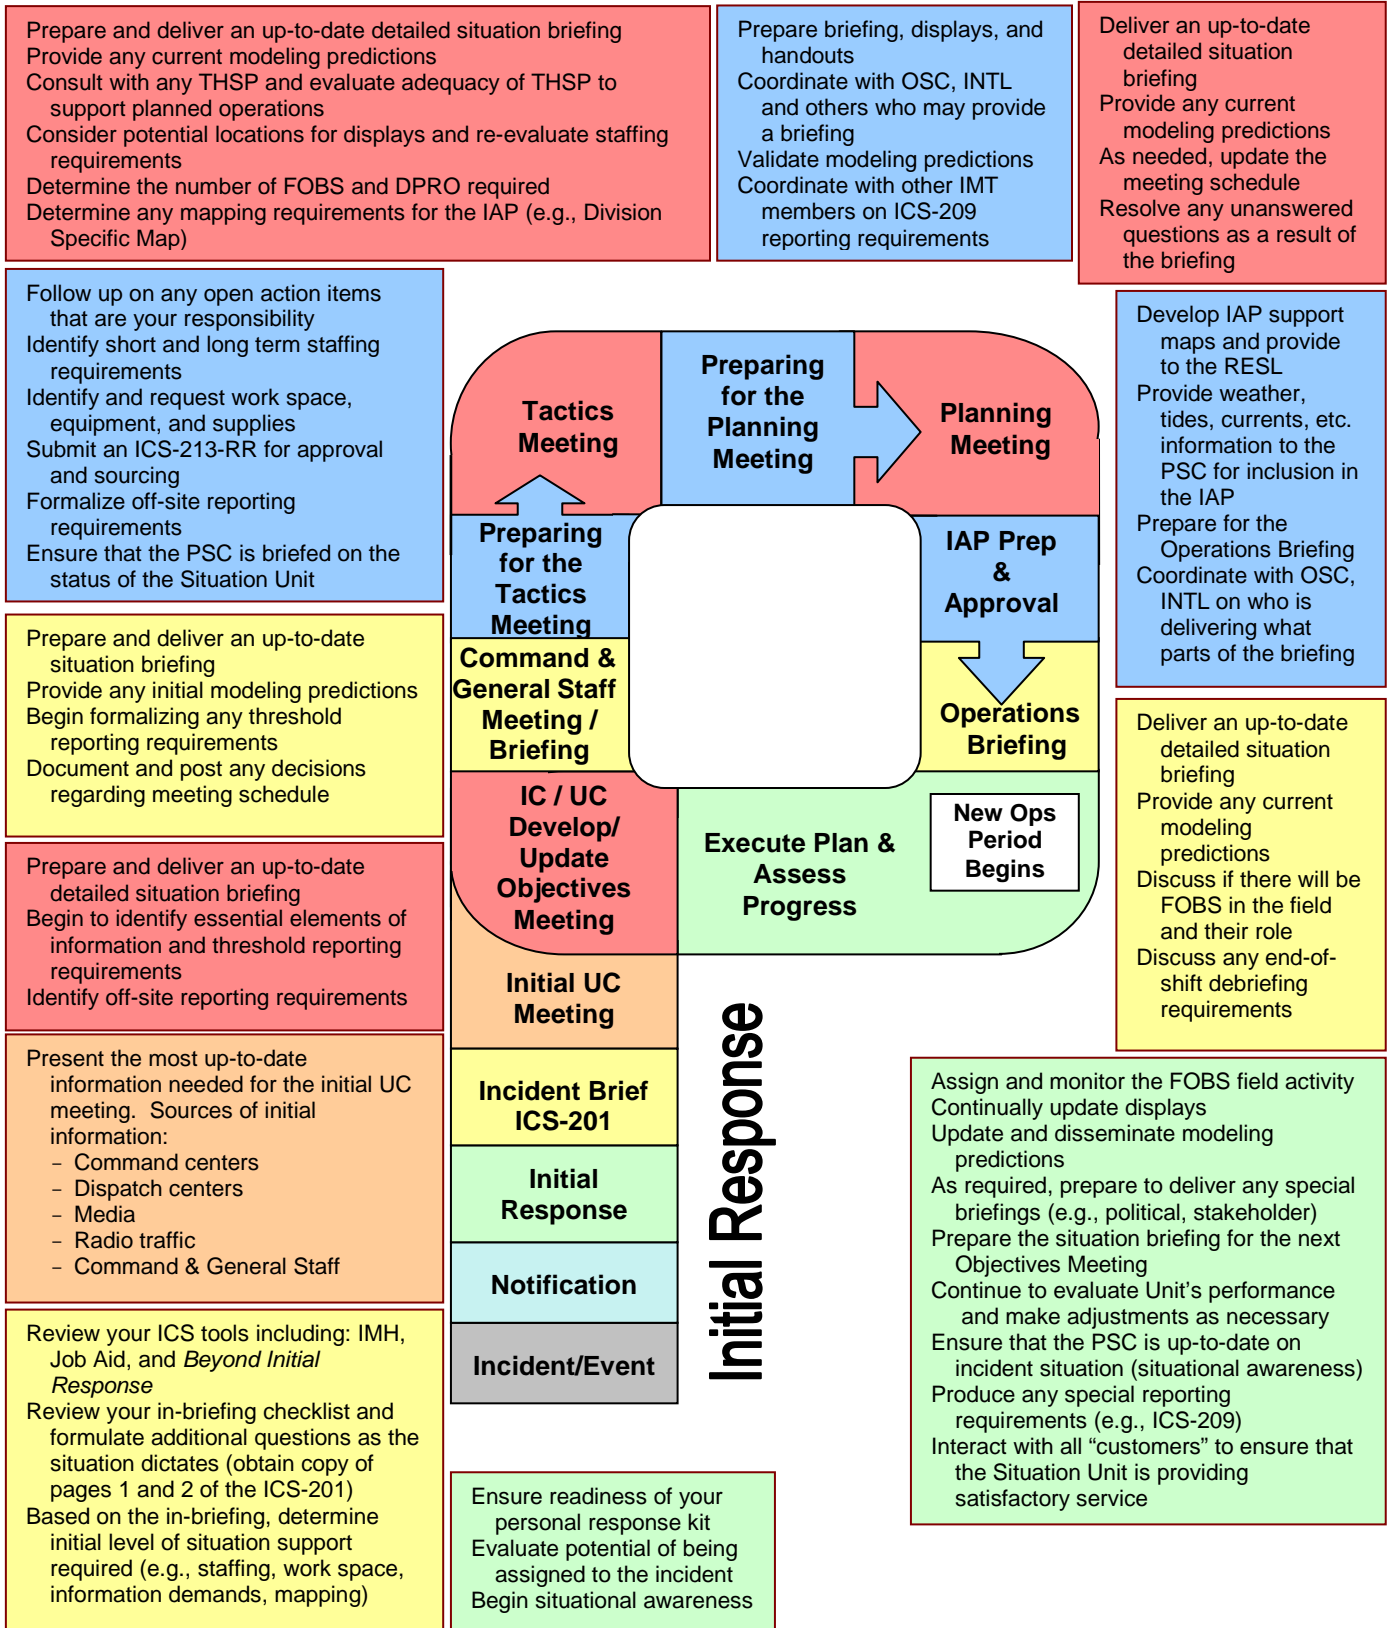 Prepare and deliver an up-to-date detailed situation briefing
Provide any current modeling predictions
Consult with any THSP and evaluate adequacy of THSP to
support planned operations
Consider potential locations for displays and re-evaluate staffing
requirements
Determine the number of FOBS and DPRO required
Determine any mapping requirements for the IAP (e.g., Division
Specific Map)
Prepare briefing, displays, and
handouts
Coordinate with OSC, INTL
and others who may provide
a briefing
Validate modeling predictions
Coordinate with other IMT
members on ICS-209
reporting requirements
Deliver an up-to-date
detailed situation
briefing
Provide any current
modeling predictions
As needed, update the
meeting schedule
Resolve any unanswered
questions as a result of
the briefing
Follow up on any open action items
that are your responsibility
Identify short and long term staffing
requirements
Identify and request work space,
equipment, and supplies
Submit an ICS-213-RR for approval
and sourcing
Formalize off-site reporting
requirements
Ensure that the PSC is briefed on the
status of the Situation Unit
Prepare and deliver an up-to-date
situation briefing
Provide any initial modeling predictions
Begin formalizing any threshold
reporting requirements
Document and post any decisions
regarding meeting schedule
Prepare and deliver an up-to-date
detailed situation briefing
Begin to identify essential elements of
information and threshold reporting
requirements
Identify off-site reporting requirements
Present the most up-to-date
information needed for the initial UC
meeting.  Sources of initial
information:
– Command centers
– Dispatch centers
– Media
– Radio traffic
– Command & General Staff
Review your ICS tools including: IMH,
Job Aid, and Beyond Initial
Response
Review your in-briefing checklist and
formulate additional questions as the
situation dictates (obtain copy of
pages 1 and 2 of the ICS-201)
Based on the in-briefing, determine
initial level of situation support
required (e.g., staffing, work space,
information demands, mapping)
Tactics
Meeting
Preparing
for the
Planning
Meeting
Planning
Meeting
Preparing
for the
Tactics
Meeting
IAP Prep
&
Approval
Command &
General Staff
Meeting /
Briefing
Operations
Briefing
IC / UC
Develop/
Update
Objectives
Meeting
Execute Plan &
Assess
Progress
New Ops
Period
Begins
Initial UC
Meeting
Incident Brief
ICS-201
Initial
Response
Notification
Incident/Event
Initial Response
Ensure readiness of your
personal response kit
Evaluate potential of being
assigned to the incident
Begin situational awareness
Develop IAP support
maps and provide
to the RESL
Provide weather,
tides, currents, etc.
information to the
PSC for inclusion in
the IAP
Prepare for the
Operations Briefing
Coordinate with OSC,
INTL on who is
delivering what
parts of the briefing
Deliver an up-to-date
detailed situation
briefing
Provide any current
modeling
predictions
Discuss if there will be
FOBS in the field
and their role
Discuss any end-of-
shift debriefing
requirements
Assign and monitor the FOBS field activity
Continually update displays
Update and disseminate modeling
predictions
As required, prepare to deliver any special
briefings (e.g., political, stakeholder)
Prepare the situation briefing for the next
Objectives Meeting
Continue to evaluate Unit’s performance
and make adjustments as necessary
Ensure that the PSC is up-to-date on
incident situation (situational awareness)
Produce any special reporting
requirements (e.g., ICS-209)
Interact with all “customers” to ensure that
the Situation Unit is providing
satisfactory service